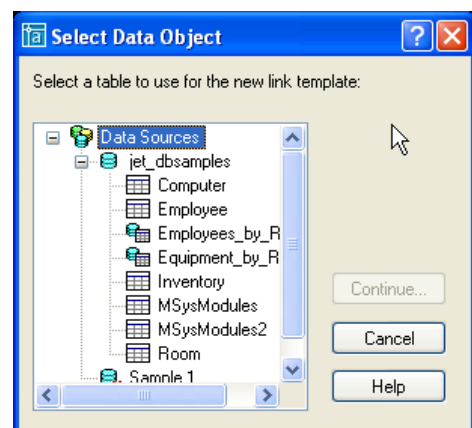 Select Data Object
Select a table to use for the new link template:
Data Sources
jet_dbsamples
Computer
Employee
Employees_by_R
Equipment_by_R
Inventory
MSysModules
MSysModules2
Room
Sample 1
Continue...
Cancel
Help